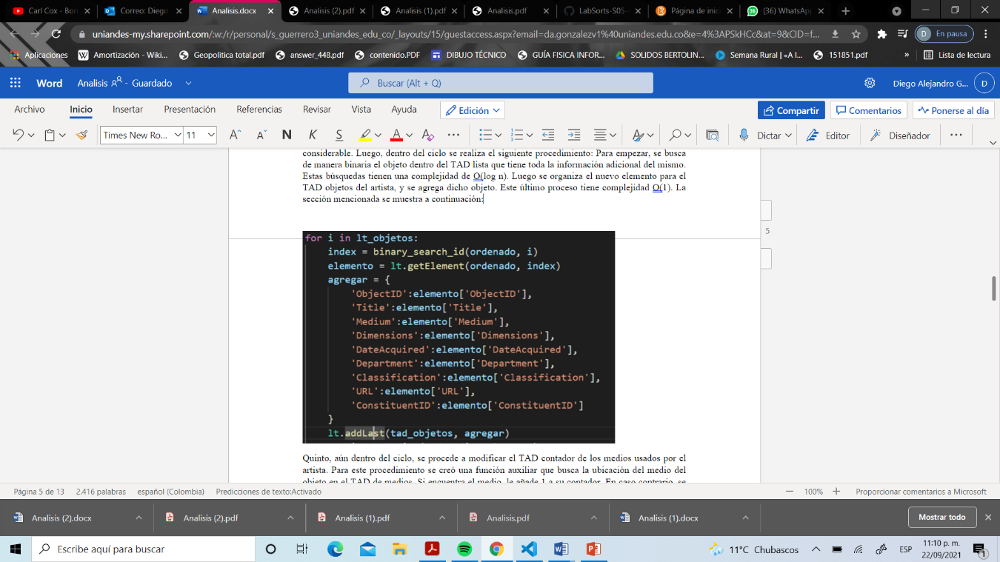 Carl Cox - Bori
Correo: Diego
Analisis.docx
Analisis (2).pdf
Analisis (1).pdf
Analisis.pdf
LabSorts-S05-
Página de inic
(36) WhatsApp
uniandes-my.sharepoint.com/:w:/r/personal/s_guerrero3_uniandes_edu_co/_layouts/15/guestaccess.aspx?email=da.gonzalezv1%40uniandes.edu.co&e=4%3APSkHCc&at=9&CID=f...
D En pausa
Aplicaciones
Amortización - Wiki...
Geopolitica total.pdf
answer_448.pdf
contenido.PDF
DIBUJO TÉCNICO
GUÍA FISICA INFOR...
SOLIDOS BERTOLIN...
Semana Rural | «A l...
151851.pdf
»
Lista de lectura
Word
Analisis - Guardado
Buscar (Alt + Q)
Diego Alejandro G...
D
Archivo
Inicio
Insertar
Presentación
Referencias
Revisar
Vista
Ayuda
Edición
Compartir
Comentarios
Ponerse al día
Times New Ro...
11
N
K
S
Dictar
Editor
Diseñador
considerable. Luego, dentro del ciclo se realiza el siguiente procedimiento: Para empezar, se busca
de manera binaria el objeto dentro del TAD lista que tiene toda la información adicional del mismo.
Estas búsquedas tienen una complejidad de O(log n). Luego se organiza el nuevo elemento para el
TAD objetos del artista, y se agrega dicho objeto. Este último proceso tiene complejidad O(1). La
sección mencionada se muestra a continuación:
5
for i in lt_objetos:
index = binary_search_id(ordenado, i)
elemento = lt.getElement(ordenado, index)
agregar = {
'ObjectID':elemento['ObjectID'],
'Title':elemento['Title'],
'Medium':elemento['Medium'],
'Dimensions':elemento['Dimensions'],
'DateAcquired':elemento['DateAcquired'],
'Department':elemento['Department'],
'Classification':elemento['Classification'],
'URL':elemento['URL'],
'ConstituentID':elemento['ConstituentID']
}
lt.addLast(tad_objetos, agregar)
Quinto, aún dentro del ciclo, se procede a modificar el TAD contador de los medios usados por el
artista. Para este procedimiento se creó una función auxiliar que busca la ubicación del medio del
objeto en el TAD de medios. Si encuentra el medio, le añade 1 a su contador. En caso contrario, se
Página 5 de 13
2.416 palabras
español (Colombia)
Predicciones de texto:Activado
100%
Proporcionar comentarios a Microsoft
Analisis (2).docx
Analisis (2).pdf
Analisis (1).pdf
Analisis.pdf
Analisis (1).docx
Mostrar todo
Escribe aquí para buscar
11°C Chubascos
ESP
11:10 p. m.
22/09/2021
1